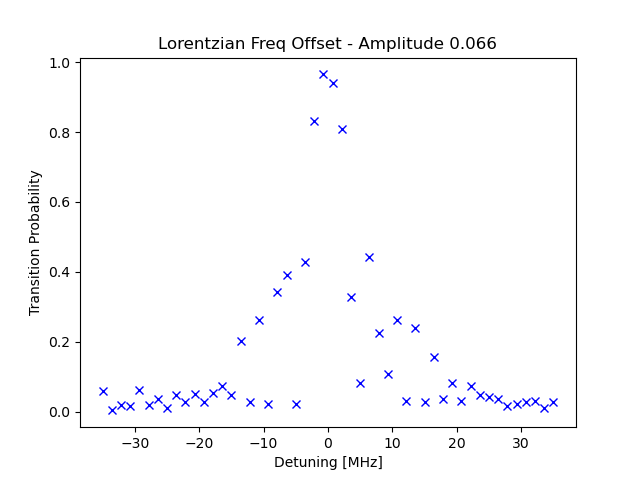 Lorentzian Freq Offset - Amplitude 0.066
1.0
0.8
0.6
0.4
0.2
0.0
Transition Probability
−30 −20 −10 0 10 20 30
Detuning [MHz]